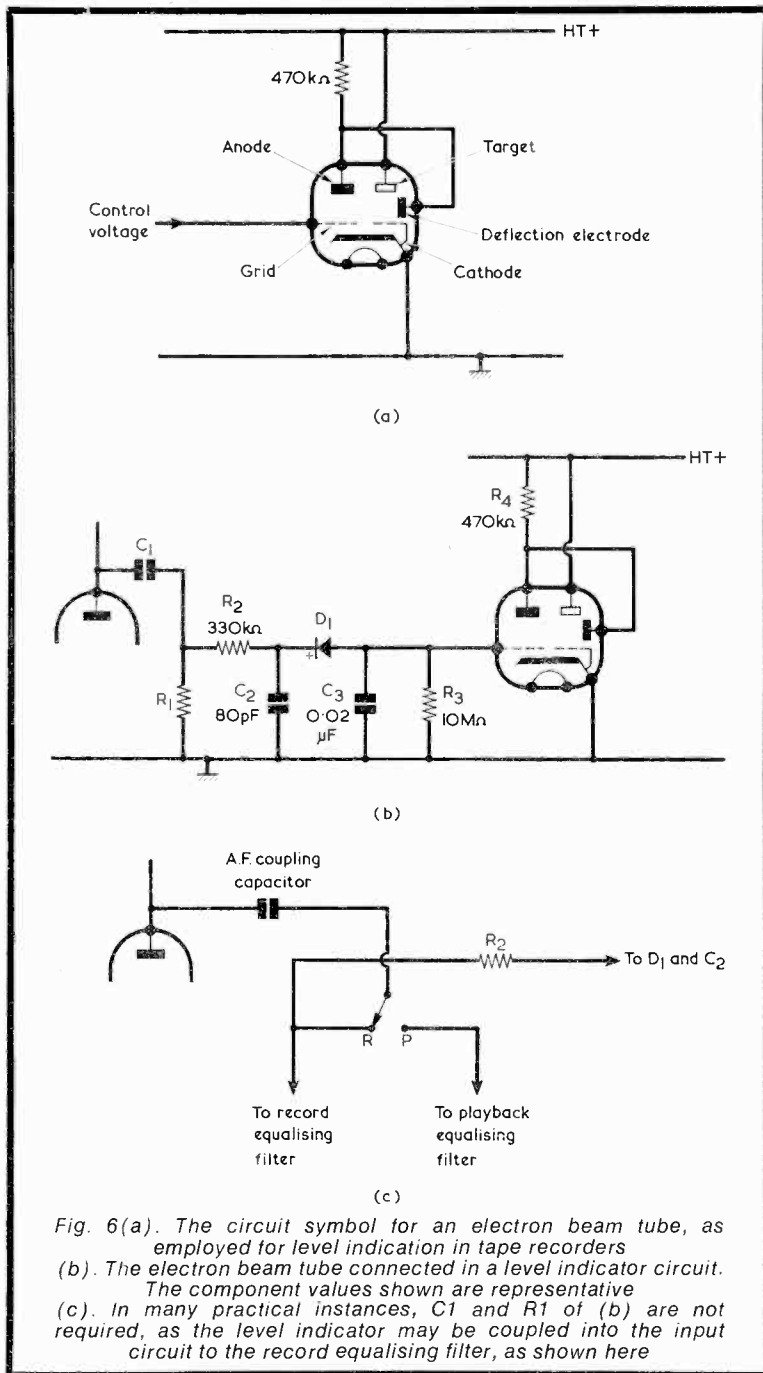 HT+
470kΩ
Anode
Target
Control
voltage
Deflection electrode
Grid
Cathode
(a)
HT+
R4
470kΩ
C1
R2
330kΩ
D1
+
R1
C2
80pF
C3
0·02
µF
R3
10MΩ
(b)
A.F. coupling
capacitor
R2
To D1 and C2
R P
To record
equalising
filter
To playback
equalising
filter
(c)
Fig. 6(a). The circuit symbol for an electron beam tube, as
employed for level indication in tape recorders
(b). The electron beam tube connected in a level indicator circuit.
The component values shown are representative
(c). In many practical instances, C1 and R1 of (b) are not
required, as the level indicator may be coupled into the input
circuit to the record equalising filter, as shown here